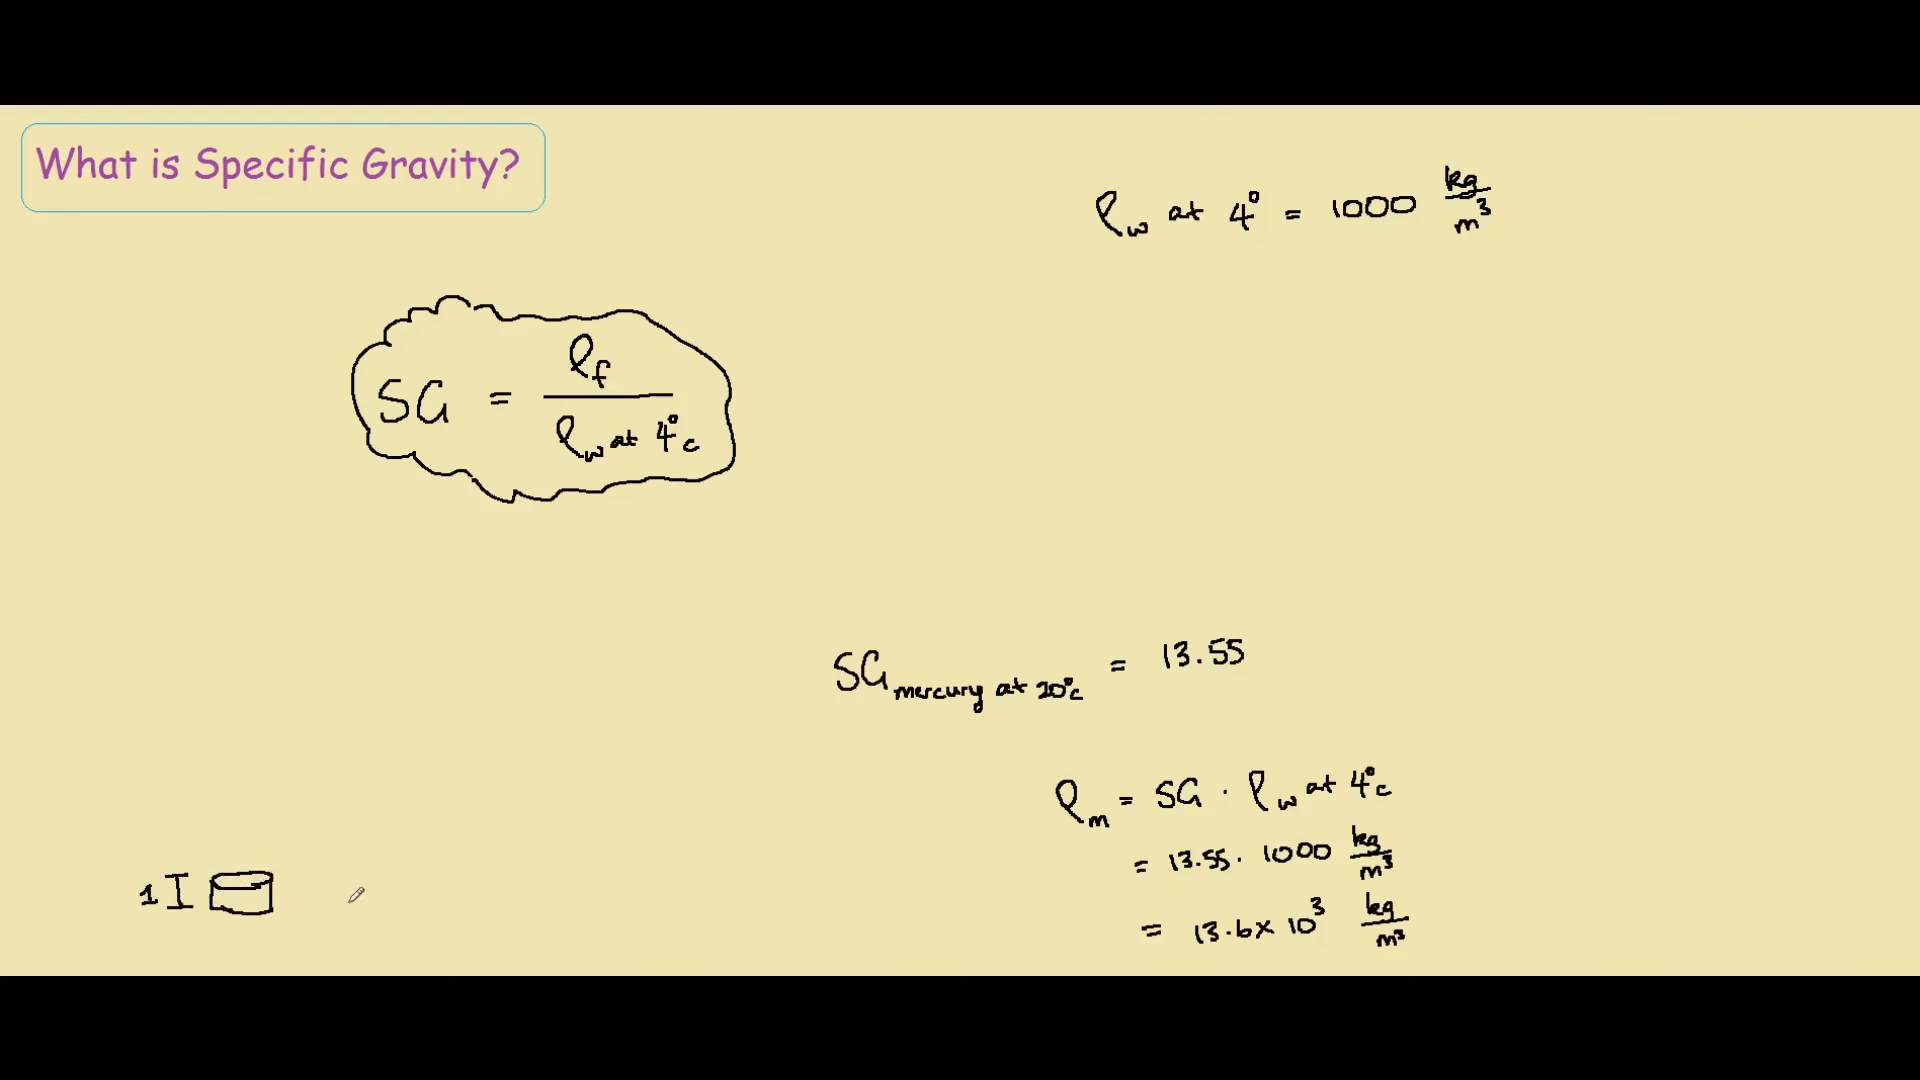 What is Specific Gravity?
ρw at 4° = 1000 kg/m³
SG = ρf / ρw at 4°c
SG mercury at 20°c = 13.55
ρm = SG · ρw at 4°c
= 13.55 · 1000 kg/m³
= 13.6 x 10³ kg/m³
1